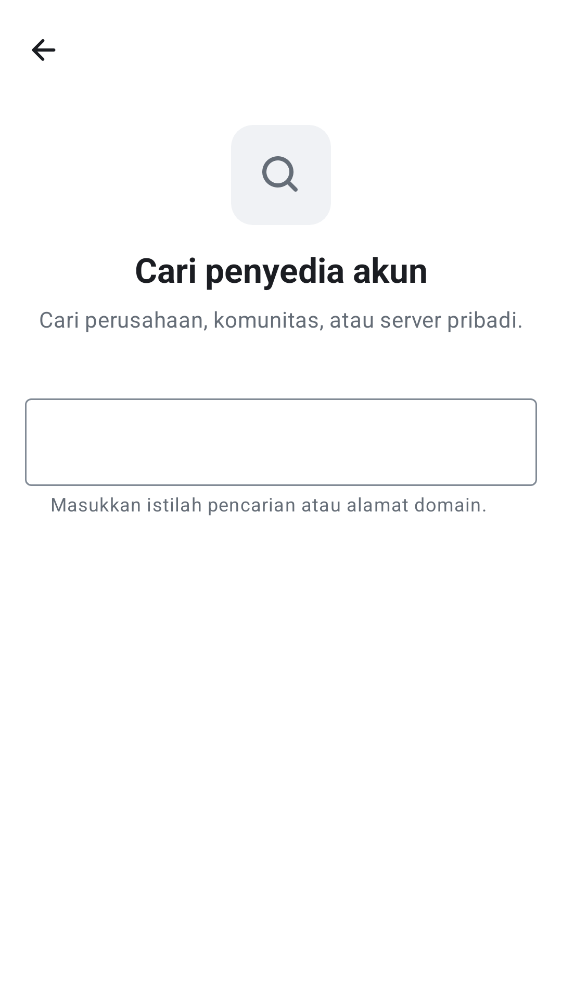 Cari penyedia akun
Cari perusahaan, komunitas, atau server pribadi.
Masukkan istilah pencarian atau alamat domain.